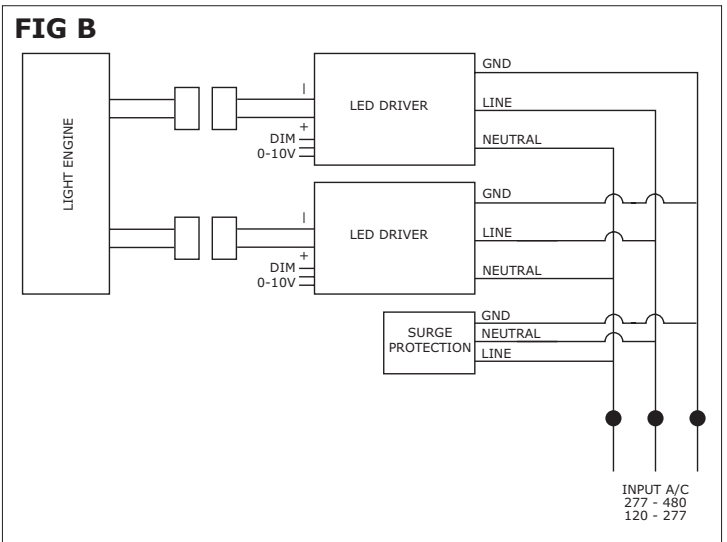 FIG B
LIGHT ENGINE
|
+
DIM
0-10V
LED DRIVER
GND
LINE
NEUTRAL
|
+
DIM
0-10V
LED DRIVER
GND
LINE
NEUTRAL
SURGE
PROTECTION
GND
NEUTRAL
LINE
INPUT A/C
277 - 480
120 - 277